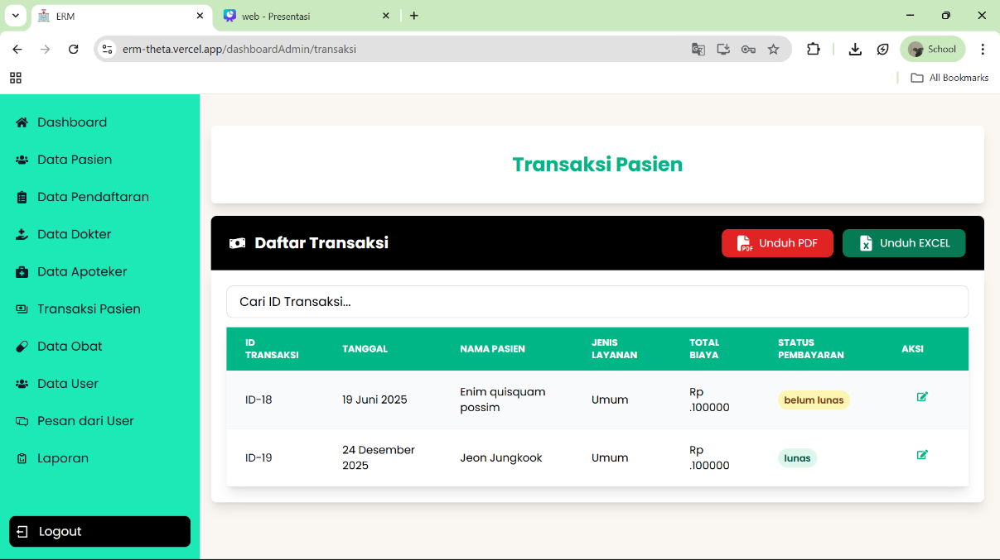 ERM
web - Presentasi
erm-theta.vercel.app/dashboardAdmin/transaksi
School
All Bookmarks
Dashboard
Data Pasien
Data Pendaftaran
Data Dokter
Data Apoteker
Transaksi Pasien
Data Obat
Data User
Pesan dari User
Laporan
Logout
Transaksi Pasien
Daftar Transaksi
PDF Unduh PDF
X Unduh EXCEL
Cari ID Transaksi...
ID TANGGAL NAMA PASIEN JENIS TOTAL STATUS AKSI
TRANSAKSI LAYANAN BIAYA PEMBAYARAN
ID-18 19 Juni 2025 Enim quisquam Umum Rp belum lunas
possim .100000
ID-19 24 Desember Jeon Jungkook Umum Rp lunas
2025 .100000